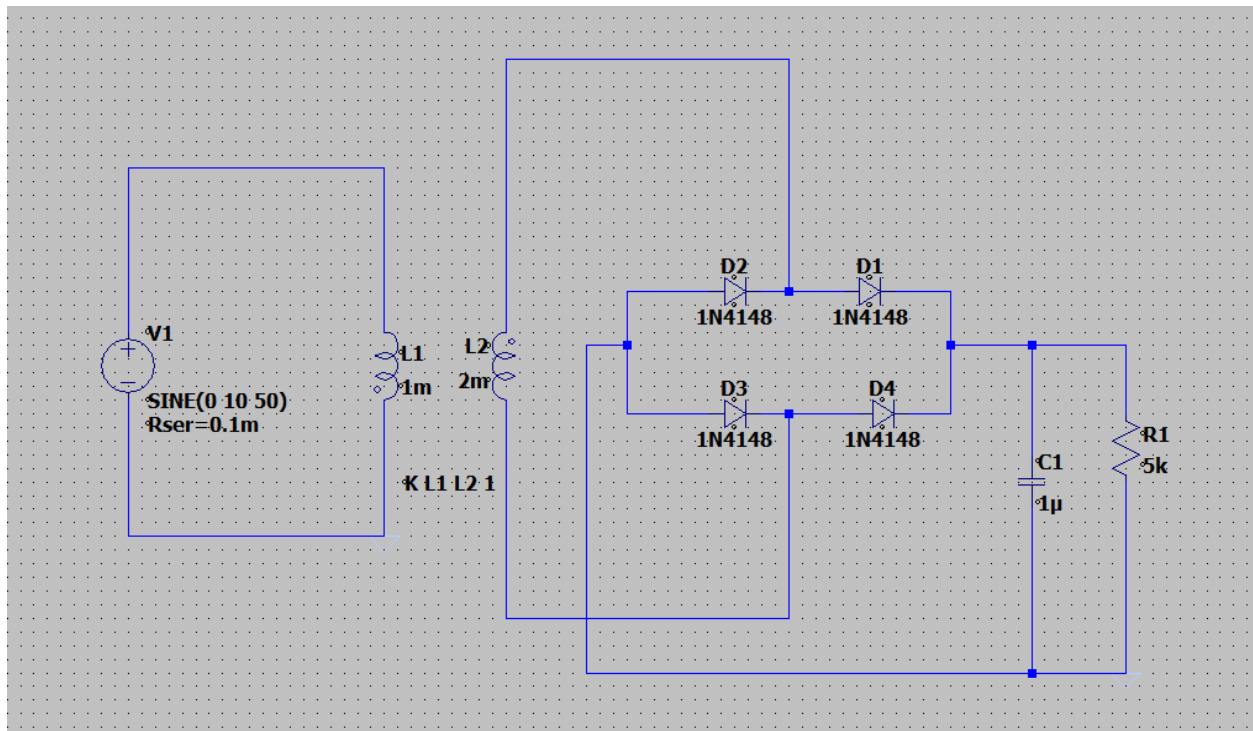 D2
D1
1N4148
1N4148
V1
L1
1m
L2
2m
SINE(0 10 50)
Rser=0.1m
D3
D4
1N4148
1N4148
K L1 L2 1
R1
5k
C1
1µ